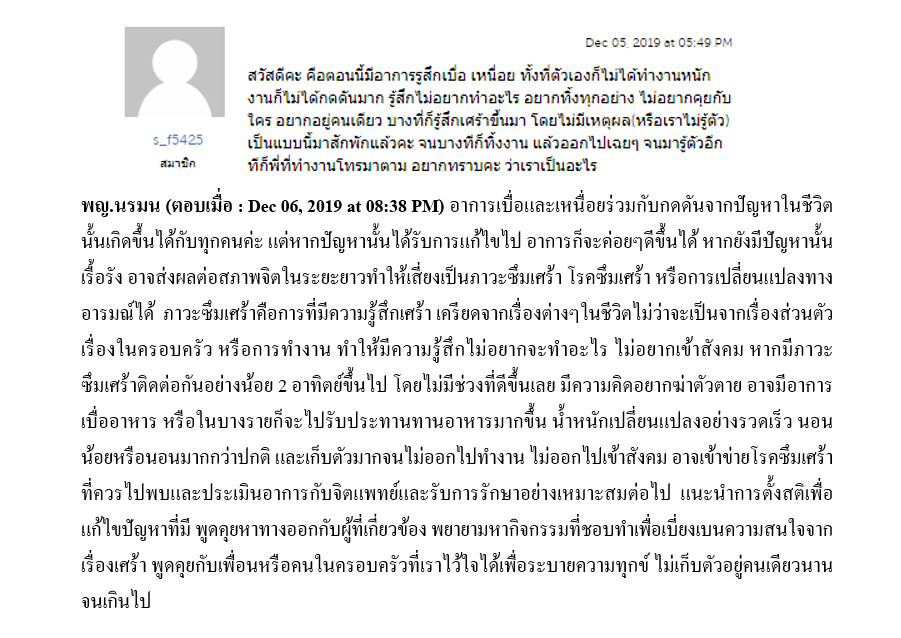 Dec 05, 2019 at 05:49 PM
สวัสดีคะ คือตอนนี้มีอาการรูสึกเบื่อ เหนื่อย ทั้งที่ตัวเองก็ไม่ได้ทำงานหนัก
งานก็ไม่ได้กดดันมาก รู้สึกไม่อยากทำอะไร อยากทิ้งทุกอย่าง ไม่อยากคุยกับ
ใคร อยากอยู่คนเดียว บางที่ก็รู้สึกเศร้าขึ้นมา โดยไม่มีเหตุผล(หรือเราไม่รู้ตัว)
เป็นแบบนี้มาสักพักแล้วคะ จนบางทีก็ทิ้งงาน แล้วออกไปเฉยๆ จนมารู้ตัวอีก
ทีก็พี่ที่ทำงานโทรมาตาม อยากทราบคะ ว่าเราเป็นอะไร
s_f5425
สมาชิก
พญ.นรมน (ตอบเมื่อ : Dec 06, 2019 at 08:38 PM) อาการเบื่อและเหนื่อยร่วมกับกดดันจากปัญหาในชีวิต
นั้นเกิดขึ้นได้กับทุกคนค่ะ แต่หากปัญหานั้นได้รับการแก้ไขไป อาการก็จะค่อยๆดีขึ้นได้ หากยังมีปัญหานั้น
เรื้อรัง อาจส่งผลต่อสภาพจิตในระยะยาวทำให้เสี่ยงเป็นภาวะซึมเศร้า โรคซึมเศร้า หรือการเปลี่ยนแปลงทาง
อารมณ์ได้ ภาวะซึมเศร้าคือการที่มีความรู้สึกเศร้า เครียดจากเรื่องต่างๆในชีวิตไม่ว่าจะเป็นจากเรื่องส่วนตัว
เรื่องในครอบครัว หรือการทำงาน ทำให้มีความรู้สึกไม่อยากจะทำอะไร ไม่อยากเข้าสังคม หากมีภาวะ
ซึมเศร้าติดต่อกันอย่างน้อย 2 อาทิตย์ขึ้นไป โดยไม่มีช่วงที่ดีขึ้นเลย มีความคิดอยากฆ่าตัวตาย อาจมีอาการ
เบื่ออาหาร หรือในบางรายก็จะไปรับประทานทานอาหารมากขึ้น น้ำหนักเปลี่ยนแปลงอย่างรวดเร็ว นอน
น้อยหรือนอนมากกว่าปกติ และเก็บตัวมากจนไม่ออกไปทำงาน ไม่ออกไปเข้าสังคม อาจเข้าข่ายโรคซึมเศร้า
ที่ควรไปพบและประเมินอาการกับจิตแพทย์และรับการรักษาอย่างเหมาะสมต่อไป แนะนำการตั้งสติเพื่อ
แก้ไขปัญหาที่มี พูดคุยหาทางออกกับผู้ที่เกี่ยวข้อง พยายามหากิจกรรมที่ชอบทำเพื่อเบี่ยงเบนความสนใจจาก
เรื่องเศร้า พูดคุยกับเพื่อนหรือคนในครอบครัวที่เราไว้ใจได้เพื่อระบายความทุกข์ ไม่เก็บตัวอยู่คนเดียวนาน
จนเกินไป